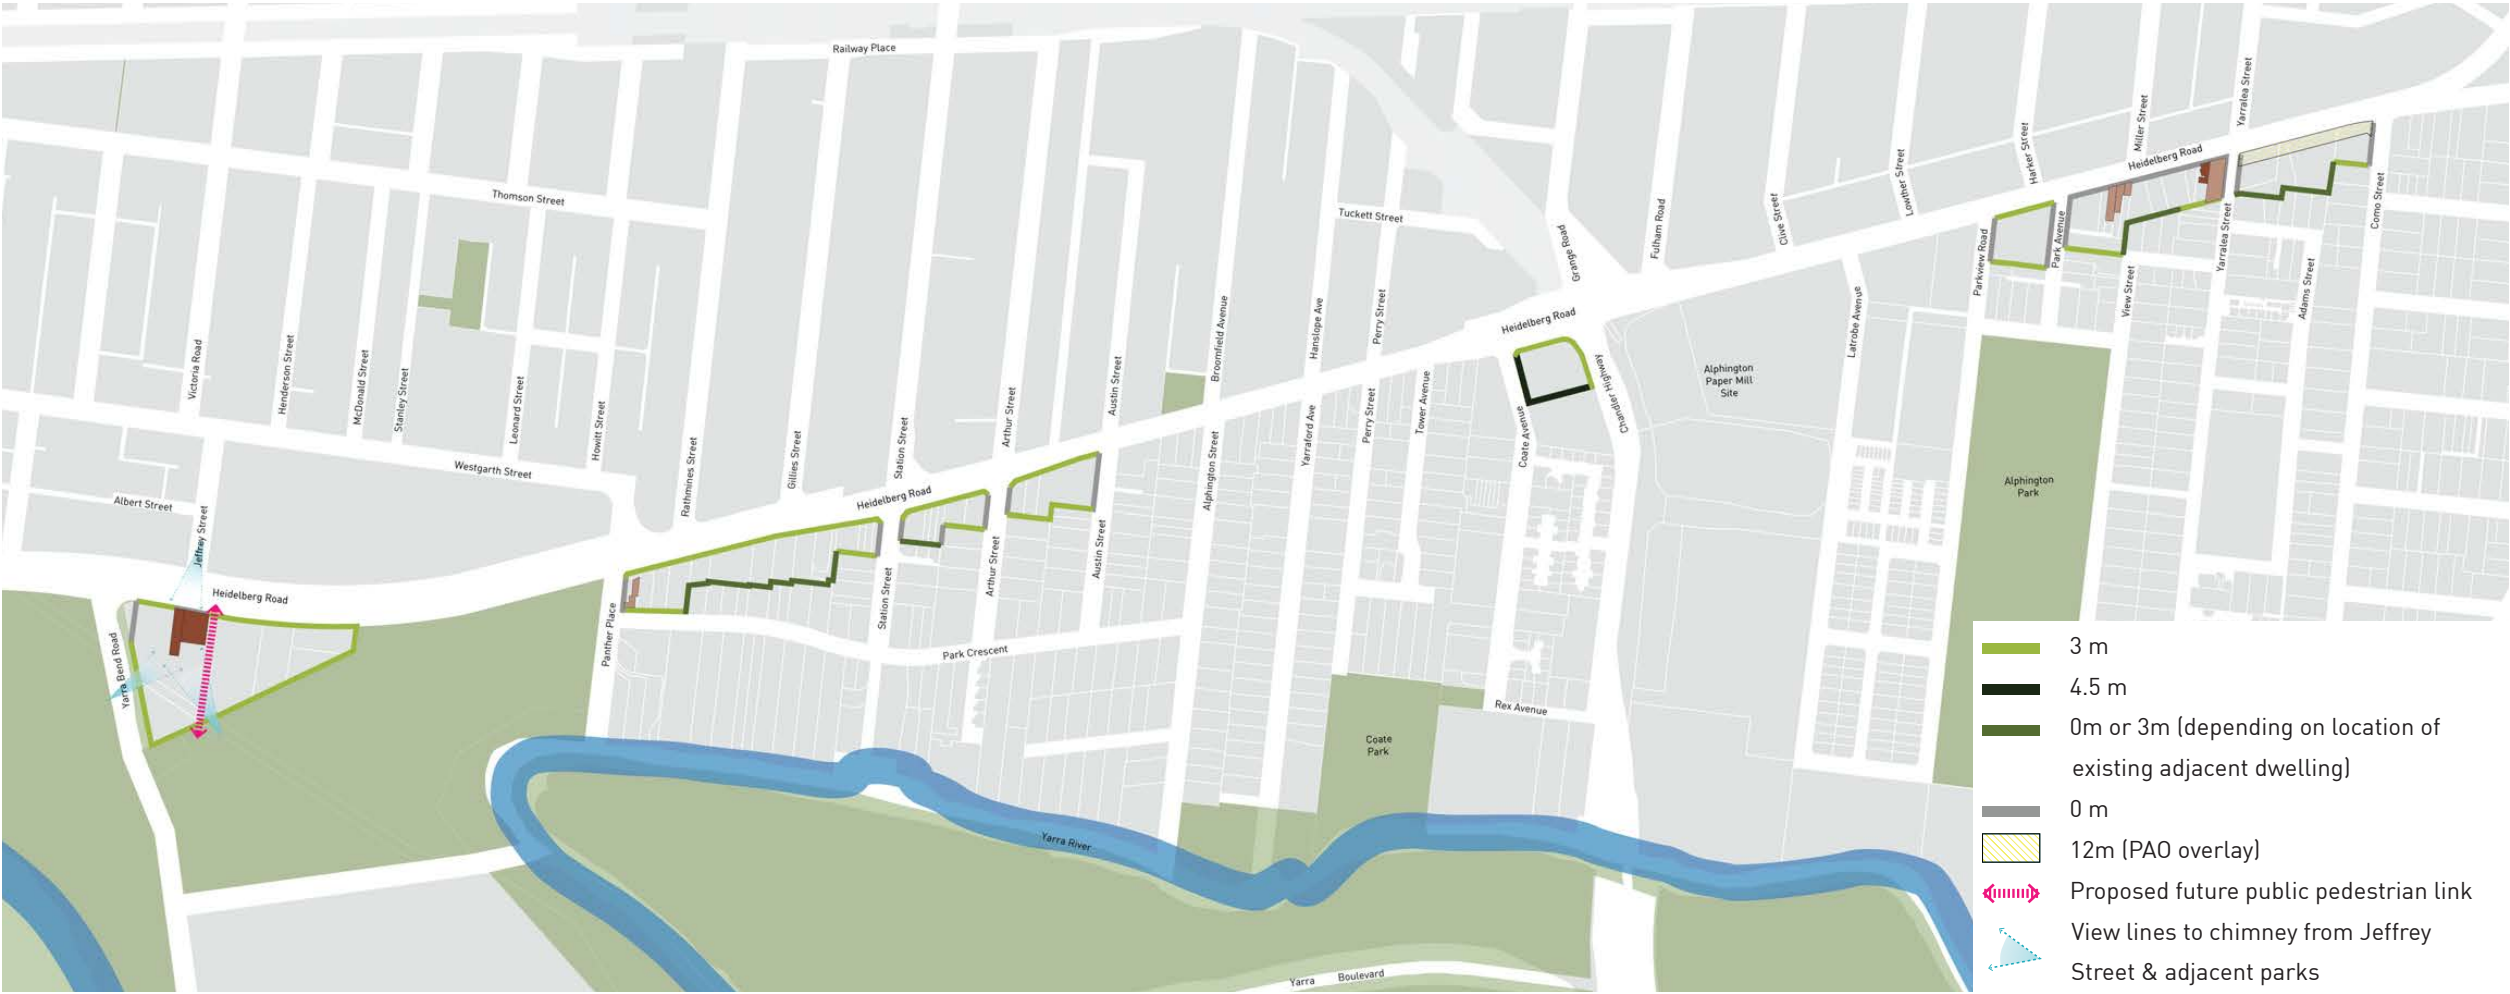 Railway Place
Thomson Street
Tuckett Street
Victoria Road
Henderson Street
McDonald Street
Stanley Street
Leonard Street
Howitt Street
Rathmines Street
Gillies Street
Station Street
Arthur Street
Austin Street
Broomfield Avenue
Hanslope Ave
Perry Street
Grange Road
Fulham Road
Clive Street
Lowther Street
Harker Street
Miller Street
Yarralea Street
Heidelberg Road
Heidelberg Road
Heidelberg Road
Heidelberg Road
Westgarth Street
Albert Street
Jeffrey Street
Yarra Bend Road
Panther Place
Station Street
Arthur Street
Austin Street
Park Crescent
Alphington Street
Yarraford Ave
Perry Street
Tower Avenue
Coate Avenue
Chandler Highway
Alphington
Paper Mill
Site
Latrobe Avenue
Parkview Road
Park Avenue
View Street
Yarralea Street
Adams Street
Como Street
Alphington
Park
Rex Avenue
Coate
Park
Yarra River
Yarra Boulevard
3 m
4.5 m
0m or 3m (depending on location of
existing adjacent dwelling)
0 m
12m (PAO overlay)
Proposed future public pedestrian link
View lines to chimney from Jeffrey
Street & adjacent parks